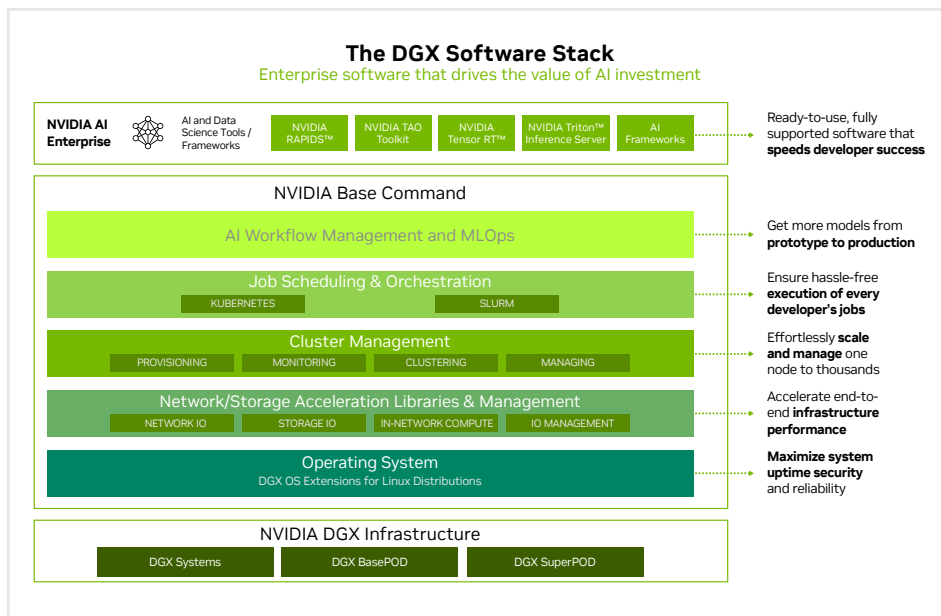 The DGX Software Stack
Enterprise software that drives the value of AI investment
NVIDIA AI
Enterprise
AI and Data
Science Tools /
Frameworks
NVIDIA
RAPIDS™
NVIDIA TAO
Toolkit
NVIDIA
Tensor RT™
NVIDIA Triton™
Inference Server
AI
Frameworks
Ready-to-use, fully
supported software that
speeds developer success
NVIDIA Base Command
AI Workflow Management and MLOps
Get more models from
prototype to production
Job Scheduling & Orchestration
KUBERNETES
SLURM
Ensure hassle-free
execution of every
developer's jobs
Cluster Management
PROVISIONING
MONITORING
CLUSTERING
MANAGING
Effortlessly scale
and manage one
node to thousands
Network/Storage Acceleration Libraries & Management
NETWORK IO
STORAGE IO
IN-NETWORK COMPUTE
IO MANAGEMENT
Accelerate end-to-
end infrastructure
performance
Operating System
DGX OS Extensions for Linux Distributions
Maximize system
uptime security
and reliability
NVIDIA DGX Infrastructure
DGX Systems
DGX BasePOD
DGX SuperPOD